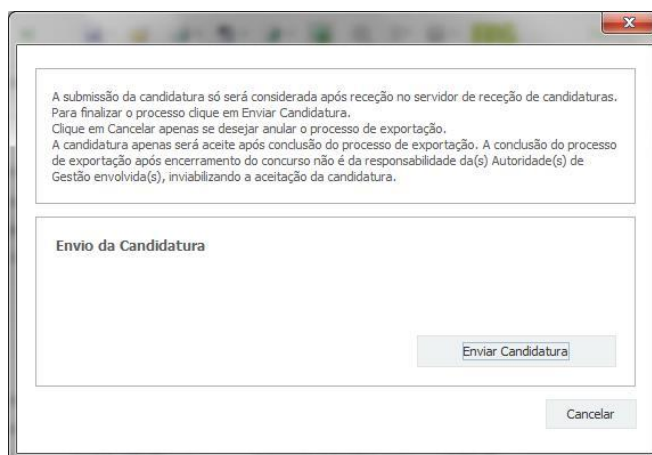 A submissão da candidatura só será considerada após receção no servidor de receção de candidaturas.
Para finalizar o processo clique em Enviar Candidatura.
Clique em Cancelar apenas se desejar anular o processo de exportação.
A candidatura apenas será aceite após conclusão do processo de exportação. A conclusão do processo
de exportação após encerramento do concurso não é da responsabilidade da(s) Autoridade(s) de
Gestão envolvida(s), inviabilizando a aceitação da candidatura.
Envio da Candidatura
Enviar Candidatura
Cancelar